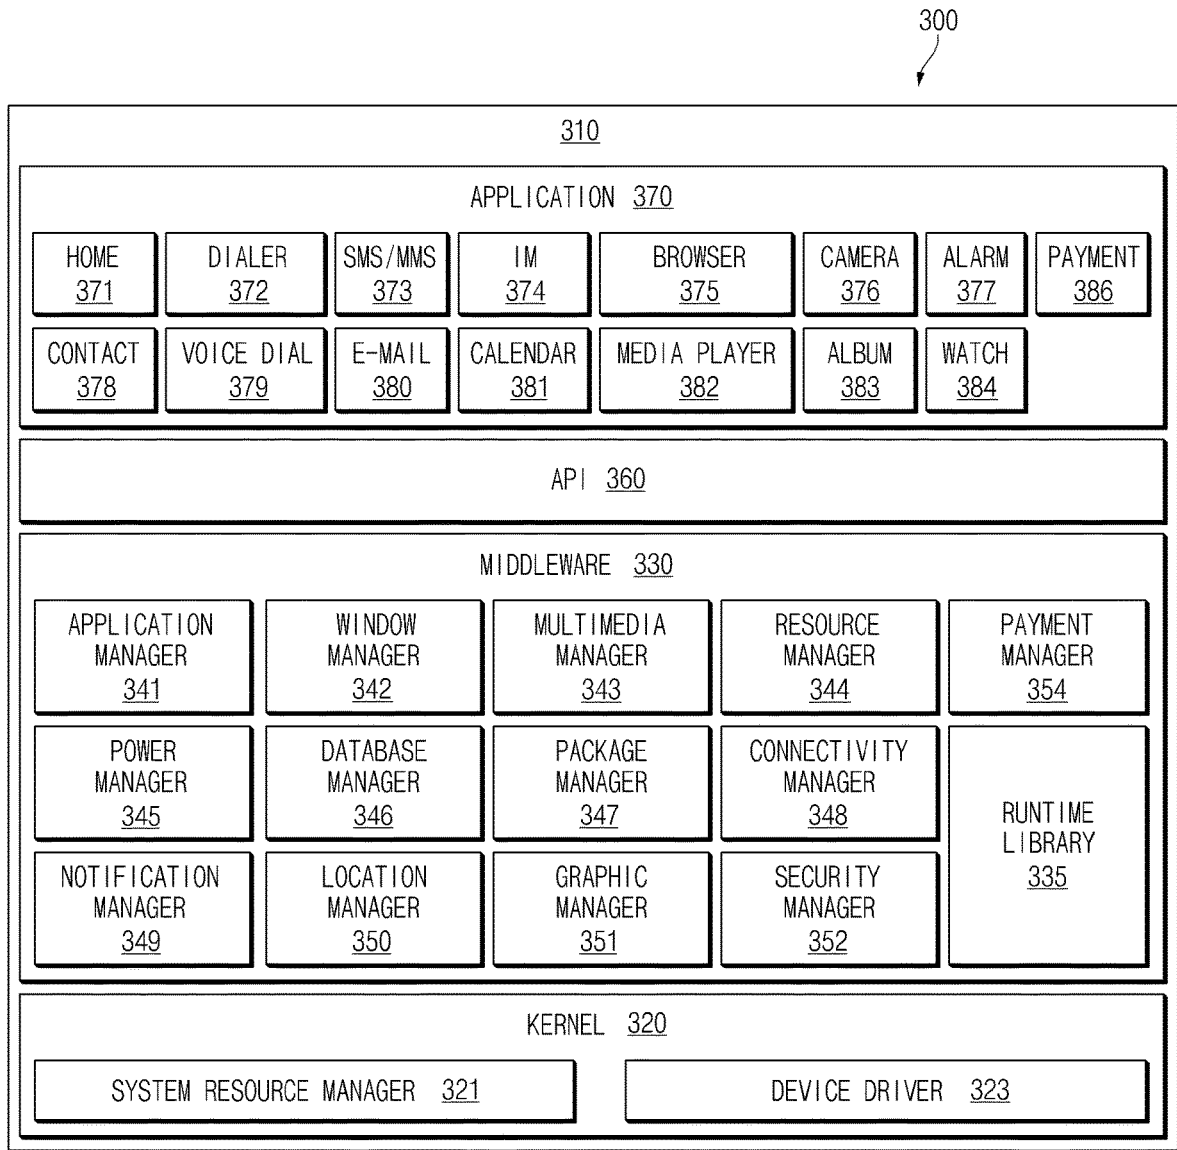 300
310
APPLICATION 370
HOME DIALER SMS/MMS IM BROWSER CAMERA ALARM PAYMENT
371 372 373 374 375 376 377 386
CONTACT VOICE DIAL E-MAIL CALENDAR MEDIA PLAYER ALBUM WATCH
378 379 380 381 382 383 384
API 360
MIDDLEWARE 330
APPLICATION WINDOW MULTIMEDIA RESOURCE PAYMENT
MANAGER MANAGER MANAGER MANAGER MANAGER
341 342 343 344 354
POWER DATABASE PACKAGE CONNECTIVITY
MANAGER MANAGER MANAGER MANAGER
345 346 347 348
RUNTIME
LIBRARY
335
NOTIFICATION LOCATION GRAPHIC SECURITY
MANAGER MANAGER MANAGER MANAGER
349 350 351 352
KERNEL 320
SYSTEM RESOURCE MANAGER 321 DEVICE DRIVER 323